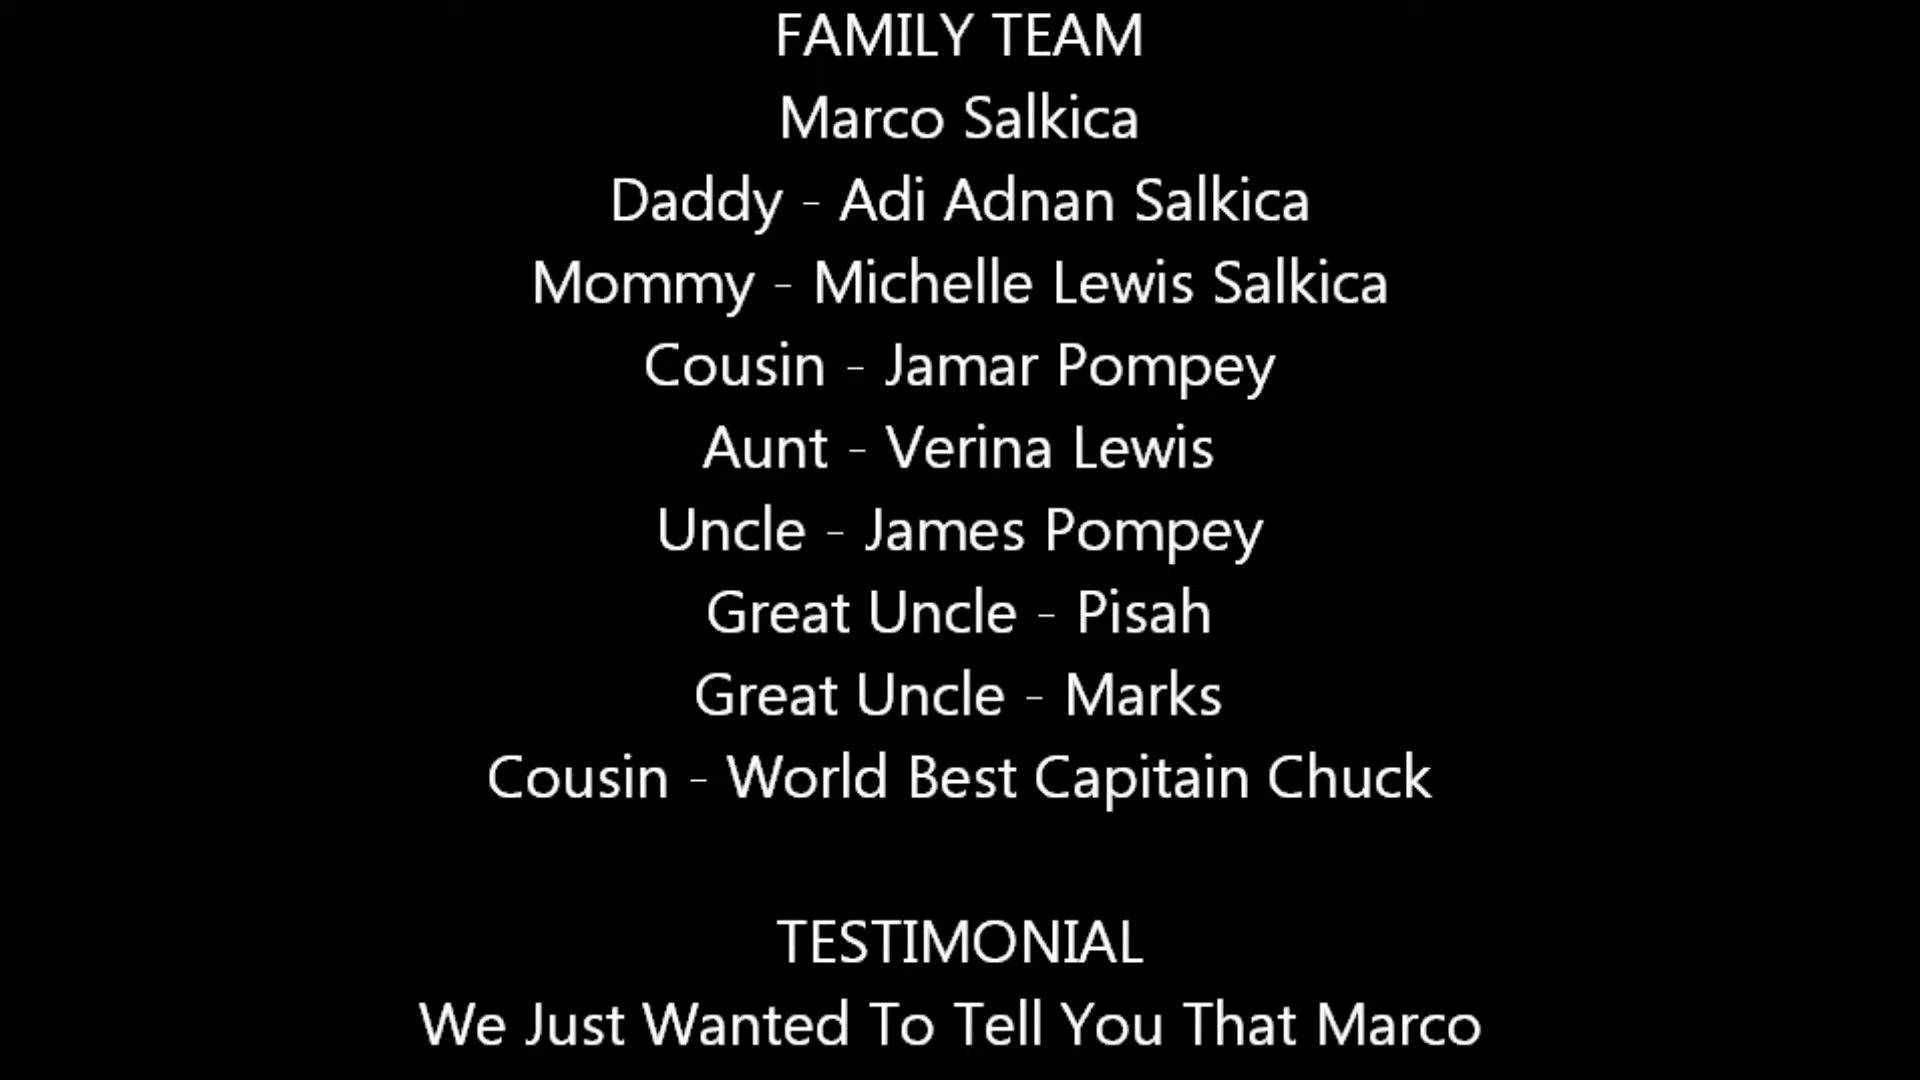 FAMILY TEAM
Marco Salkica
Daddy - Adi Adnan Salkica
Mommy - Michelle Lewis Salkica
Cousin - Jamar Pompey
Aunt - Verina Lewis
Uncle - James Pompey
Great Uncle - Pisah
Great Uncle - Marks
Cousin - World Best Capitain Chuck
TESTIMONIAL
We Just Wanted To Tell You That Marco